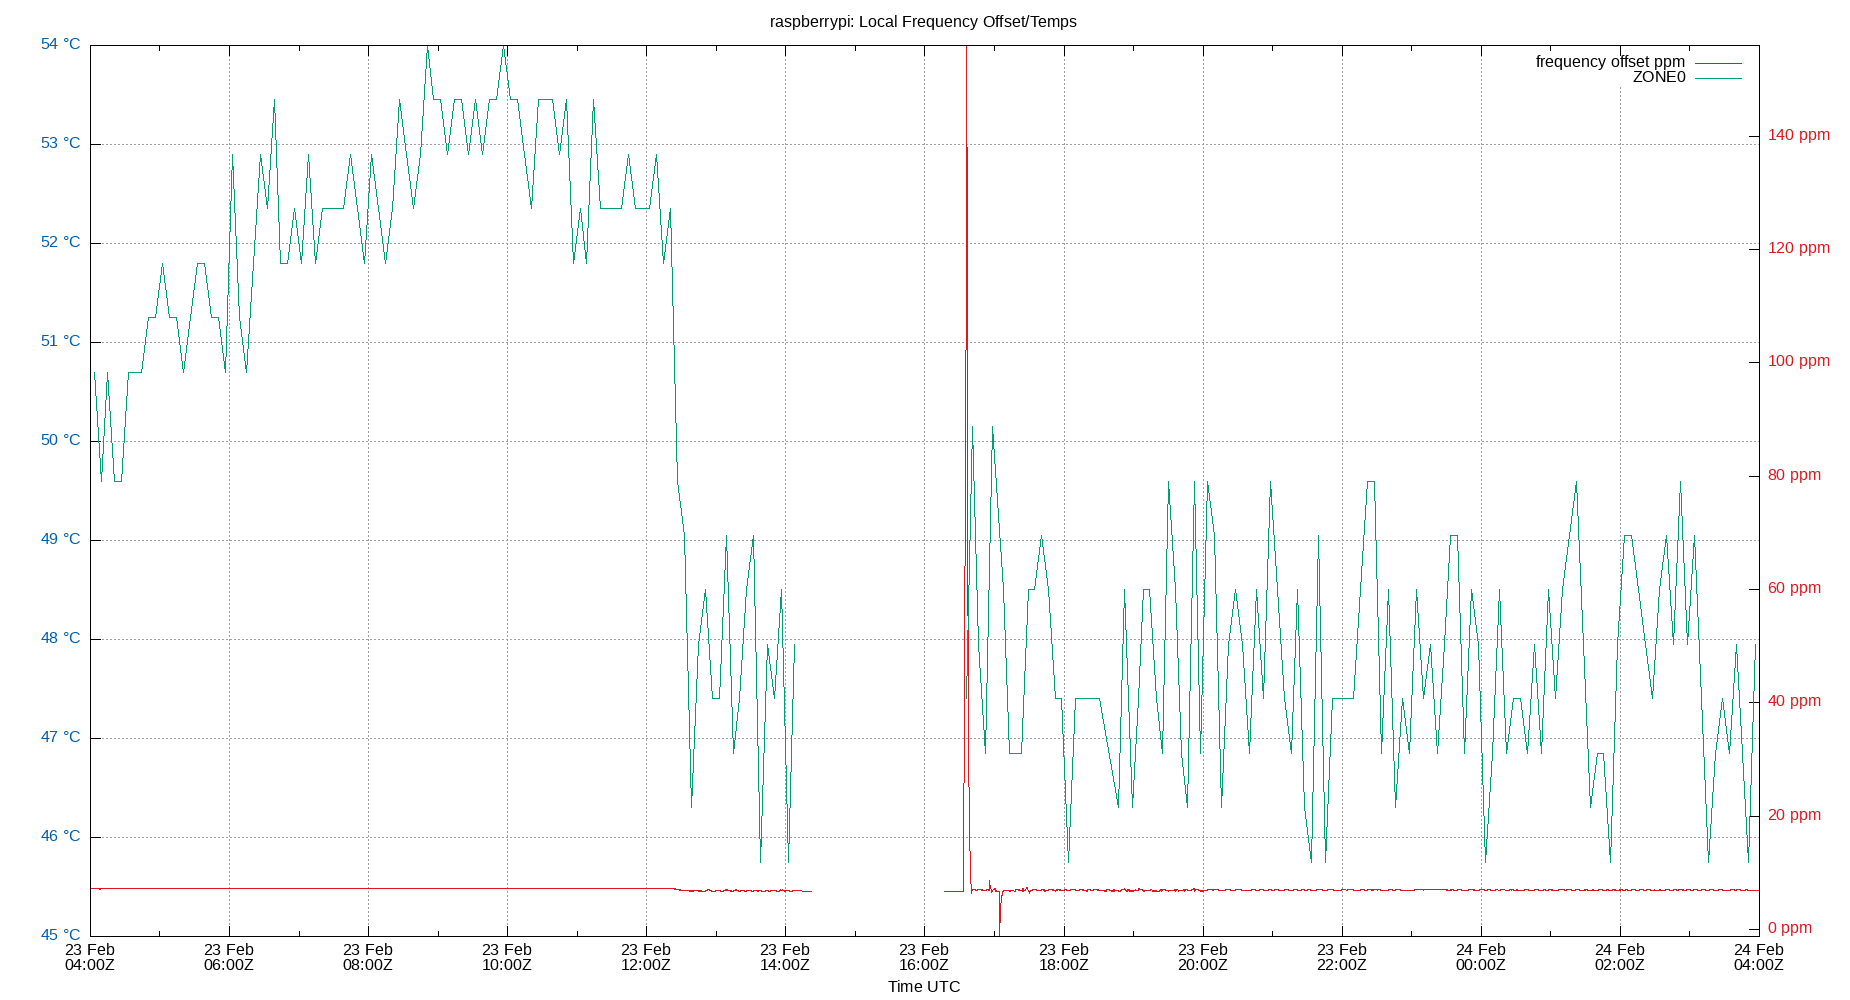 raspberrypi: Local Frequency Offset/Temps
frequency offset ppm
ZONE0
54 °C
53 °C
52 °C
51 °C
50 °C
49 °C
48 °C
47 °C
46 °C
45 °C
140 ppm
120 ppm
100 ppm
80 ppm
60 ppm
40 ppm
20 ppm
0 ppm
23 Feb
04:00Z
23 Feb
06:00Z
23 Feb
08:00Z
23 Feb
10:00Z
23 Feb
12:00Z
23 Feb
14:00Z
23 Feb
16:00Z
23 Feb
18:00Z
23 Feb
20:00Z
23 Feb
22:00Z
24 Feb
00:00Z
24 Feb
02:00Z
24 Feb
04:00Z
Time UTC